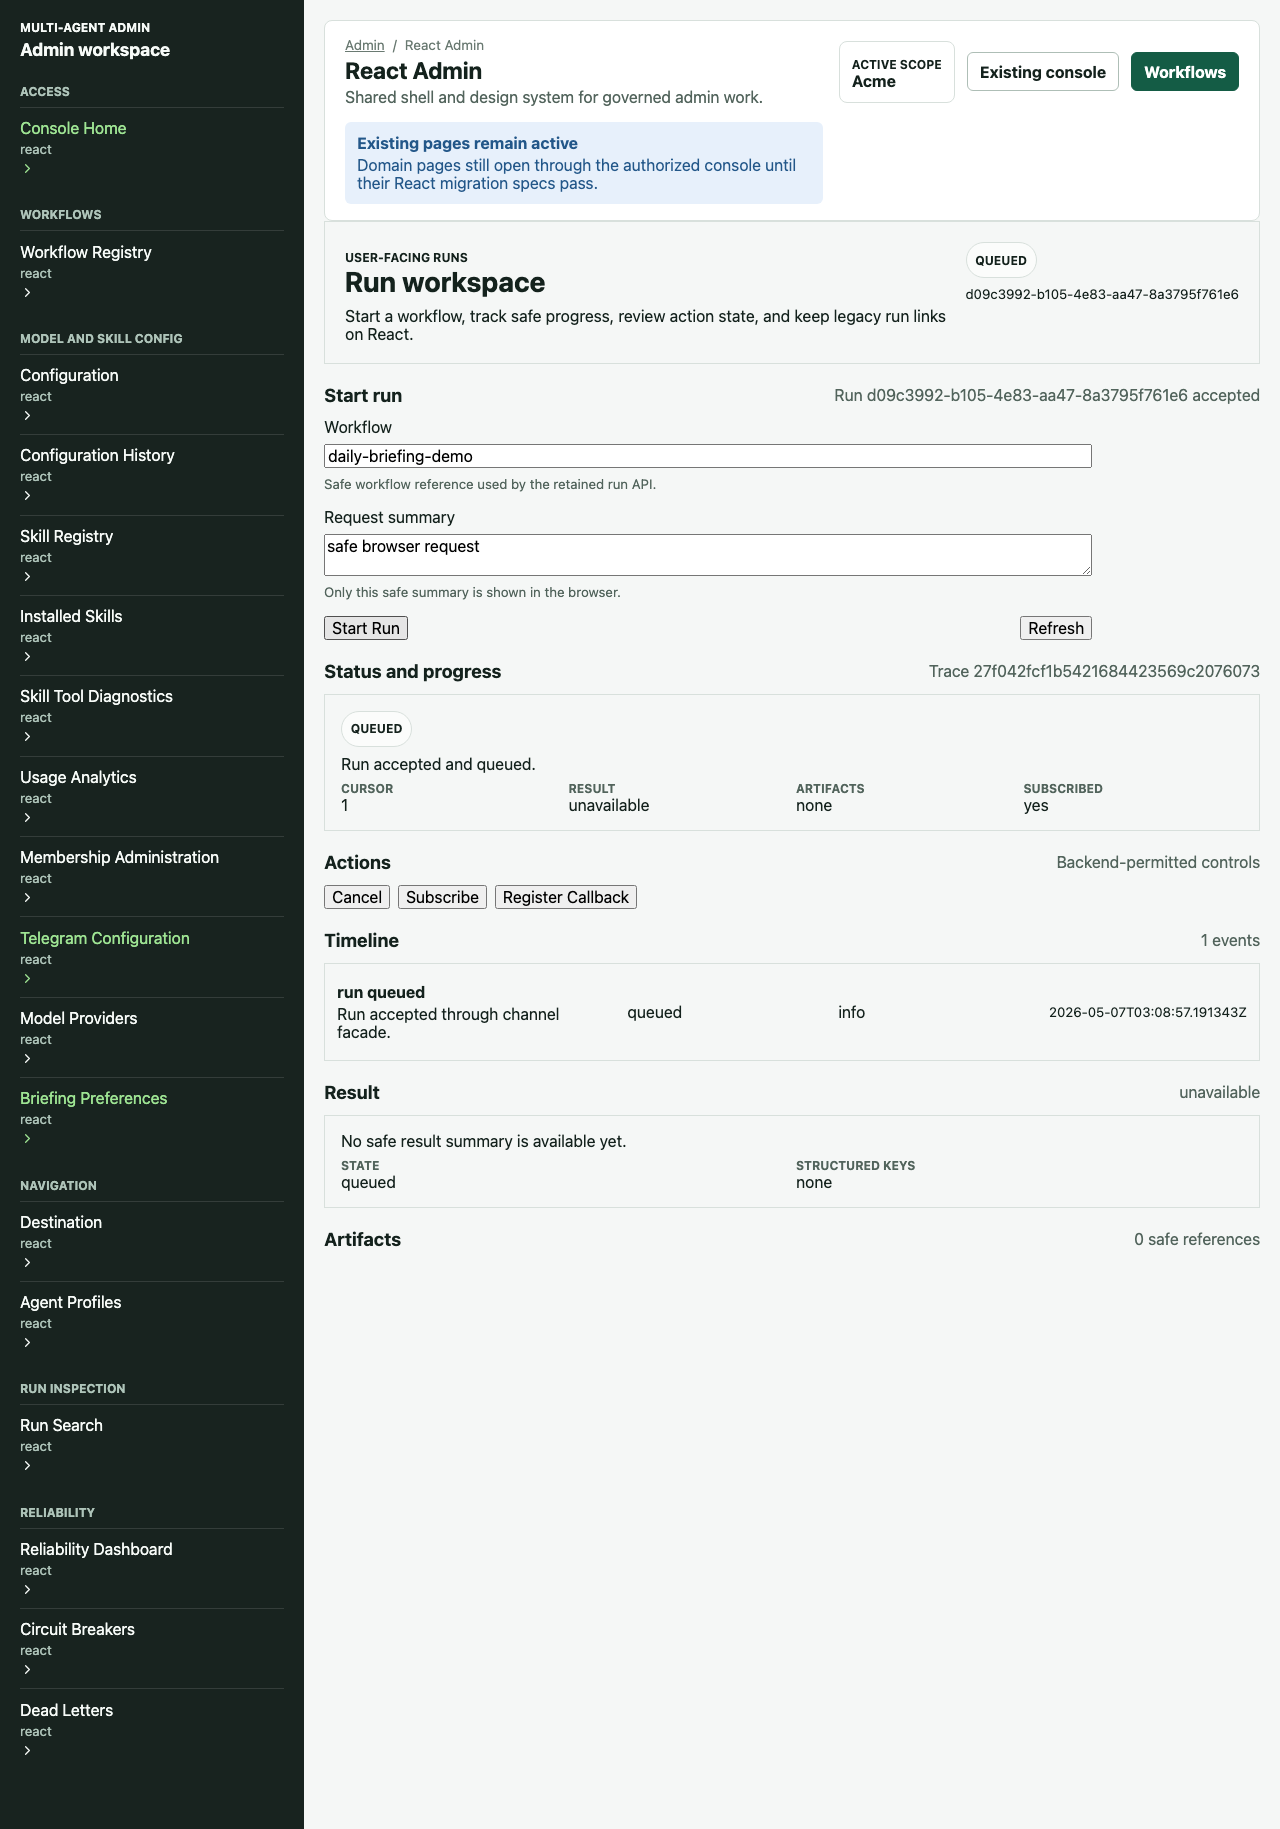 MULTI-AGENT ADMIN
Admin workspace
ACCESS
Console Home
react
WORKFLOWS
Workflow Registry
react
MODEL AND SKILL CONFIG
Configuration
react
Configuration History
react
Skill Registry
react
Installed Skills
react
Skill Tool Diagnostics
react
Usage Analytics
react
Membership Administration
react
Telegram Configuration
react
Model Providers
react
Briefing Preferences
react
NAVIGATION
Destination
react
Agent Profiles
react
RUN INSPECTION
Run Search
react
RELIABILITY
Reliability Dashboard
react
Circuit Breakers
react
Dead Letters
react
Admin / React Admin
React Admin
Shared shell and design system for governed admin work.
ACTIVE SCOPE
Acme
Existing console
Workflows
Existing pages remain active
Domain pages still open through the authorized console until
their React migration specs pass.
USER-FACING RUNS
Run workspace
Start a workflow, track safe progress, review action state, and keep legacy run links
on React.
QUEUED
d09c3992-b105-4e83-aa47-8a3795f761e6
Start run
Run d09c3992-b105-4e83-aa47-8a3795f761e6 accepted
Workflow
daily-briefing-demo
Safe workflow reference used by the retained run API.
Request summary
safe browser request
Only this safe summary is shown in the browser.
Start Run
Refresh
Status and progress
Trace 27f042fcf1b5421684423569c2076073
QUEUED
Run accepted and queued.
CURSOR
1
RESULT
unavailable
ARTIFACTS
none
SUBSCRIBED
yes
Actions
Backend-permitted controls
Cancel
Subscribe
Register Callback
Timeline
1 events
run queued
Run accepted through channel
facade.
queued
info
2026-05-07T03:08:57.191343Z
Result
unavailable
No safe result summary is available yet.
STATE
queued
STRUCTURED KEYS
none
Artifacts
0 safe references